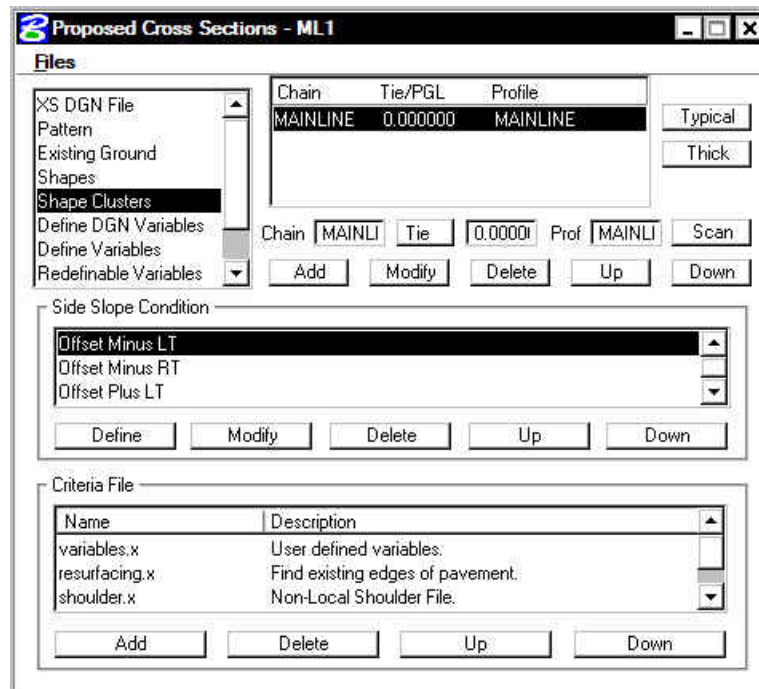 Proposed Cross Sections - ML1
Files
XS DGN File
Pattern
Existing Ground
Shapes
Shape Clusters
Define DGN Variables
Define Variables
Redefinable Variables
Chain Tie/PGL Profile
MAINLINE 0.000000 MAINLINE
Typical
Thick
Chain MAINLI Tie 0.0000 Prof MAINLI Scan
Add Modify Delete Up Down
Side Slope Condition
Offset Minus LT
Offset Minus RT
Offset Plus LT
Define Modify Delete Up Down
Criteria File
Name Description
variables.x User defined variables.
resurfacing.x Find existing edges of pavement.
shoulder.x Non-Local Shoulder File.
Add Delete Up Down